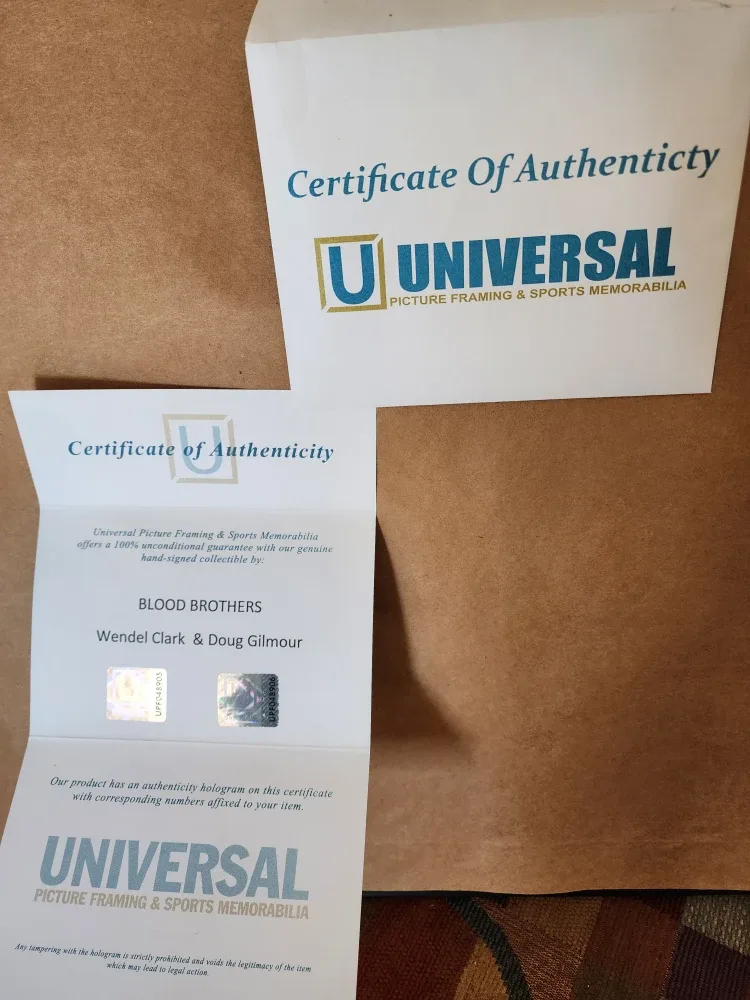 Certificate Of Authenticty
U UNIVERSAL
PICTURE FRAMING & SPORTS MEMORABILIA
U
Certificate of Authenticity
Universal Picture Framing & Sports Memorabilia
offers a 100% unconditional guarantee with our genuine
hand-signed collectible by:
BLOOD BROTHERS
Wendel Clark & Doug Gilmour
UPF048905
UPF048906
Our product has an authenticity hologram on this certificate
with corresponding numbers affixed to your item.
UNIVERSAL
PICTURE FRAMING & SPORTS MEMORABILIA
Any tampering with the hologram is strictly prohibited and voids the legitimacy of the item
which may lead to legal action.